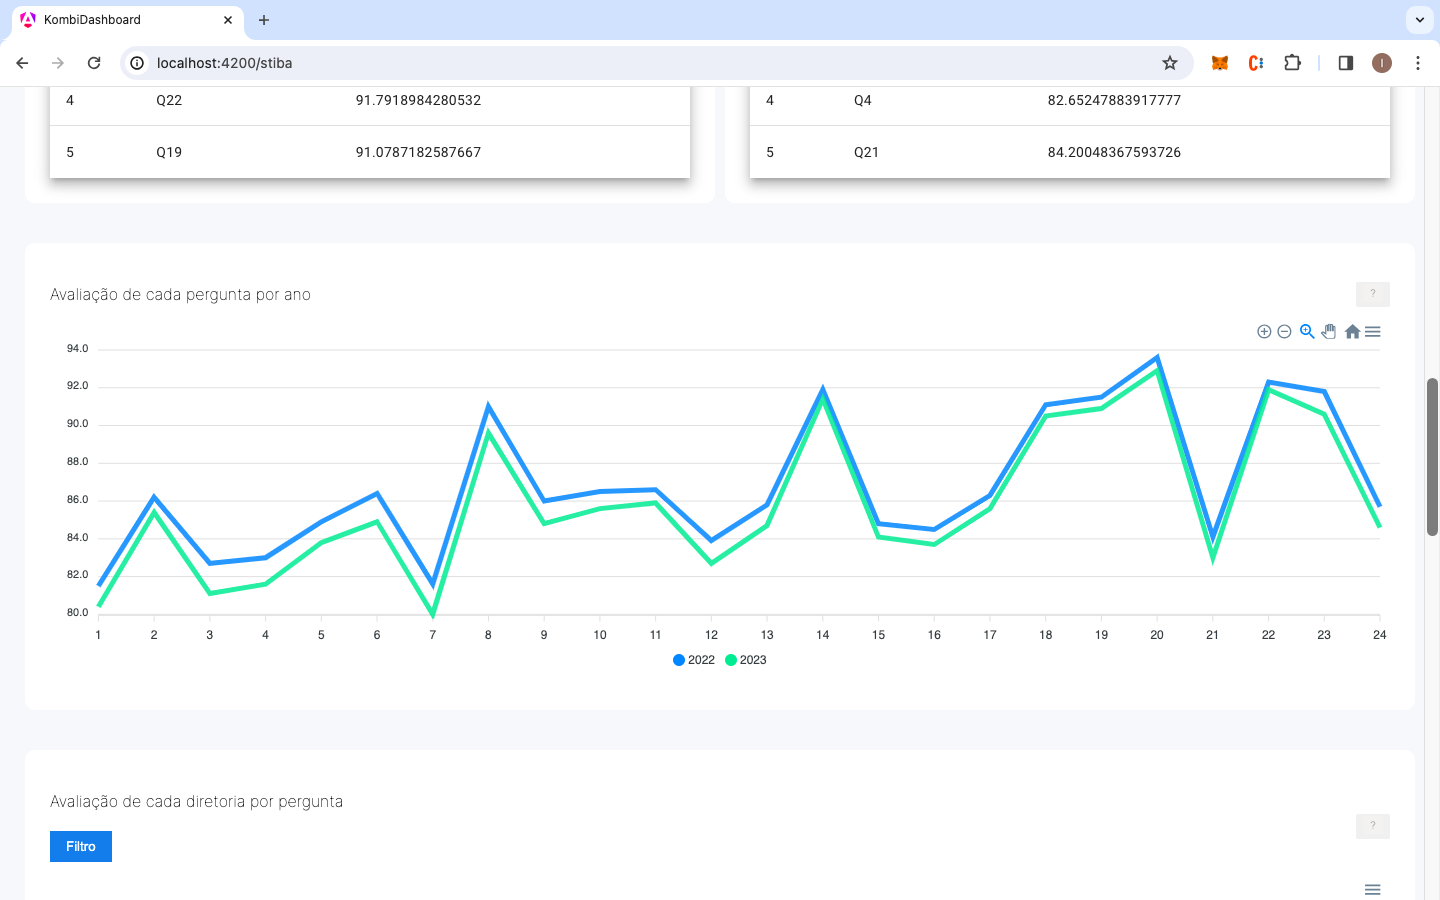 KombiDashboard
localhost:4200/stiba
I
4 Q22 91.7918984280532
5 Q19 91.0787182587667
4 Q4 82.65247883917777
5 Q21 84.20048367593726
Avaliação de cada pergunta por ano
?
94.0
92.0
90.0
88.0
86.0
84.0
82.0
80.0
1 2 3 4 5 6 7 8 9 10 11 12 13 14 15 16 17 18 19 20 21 22 23 24
2022 2023
Avaliação de cada diretoria por pergunta
?
Filtro